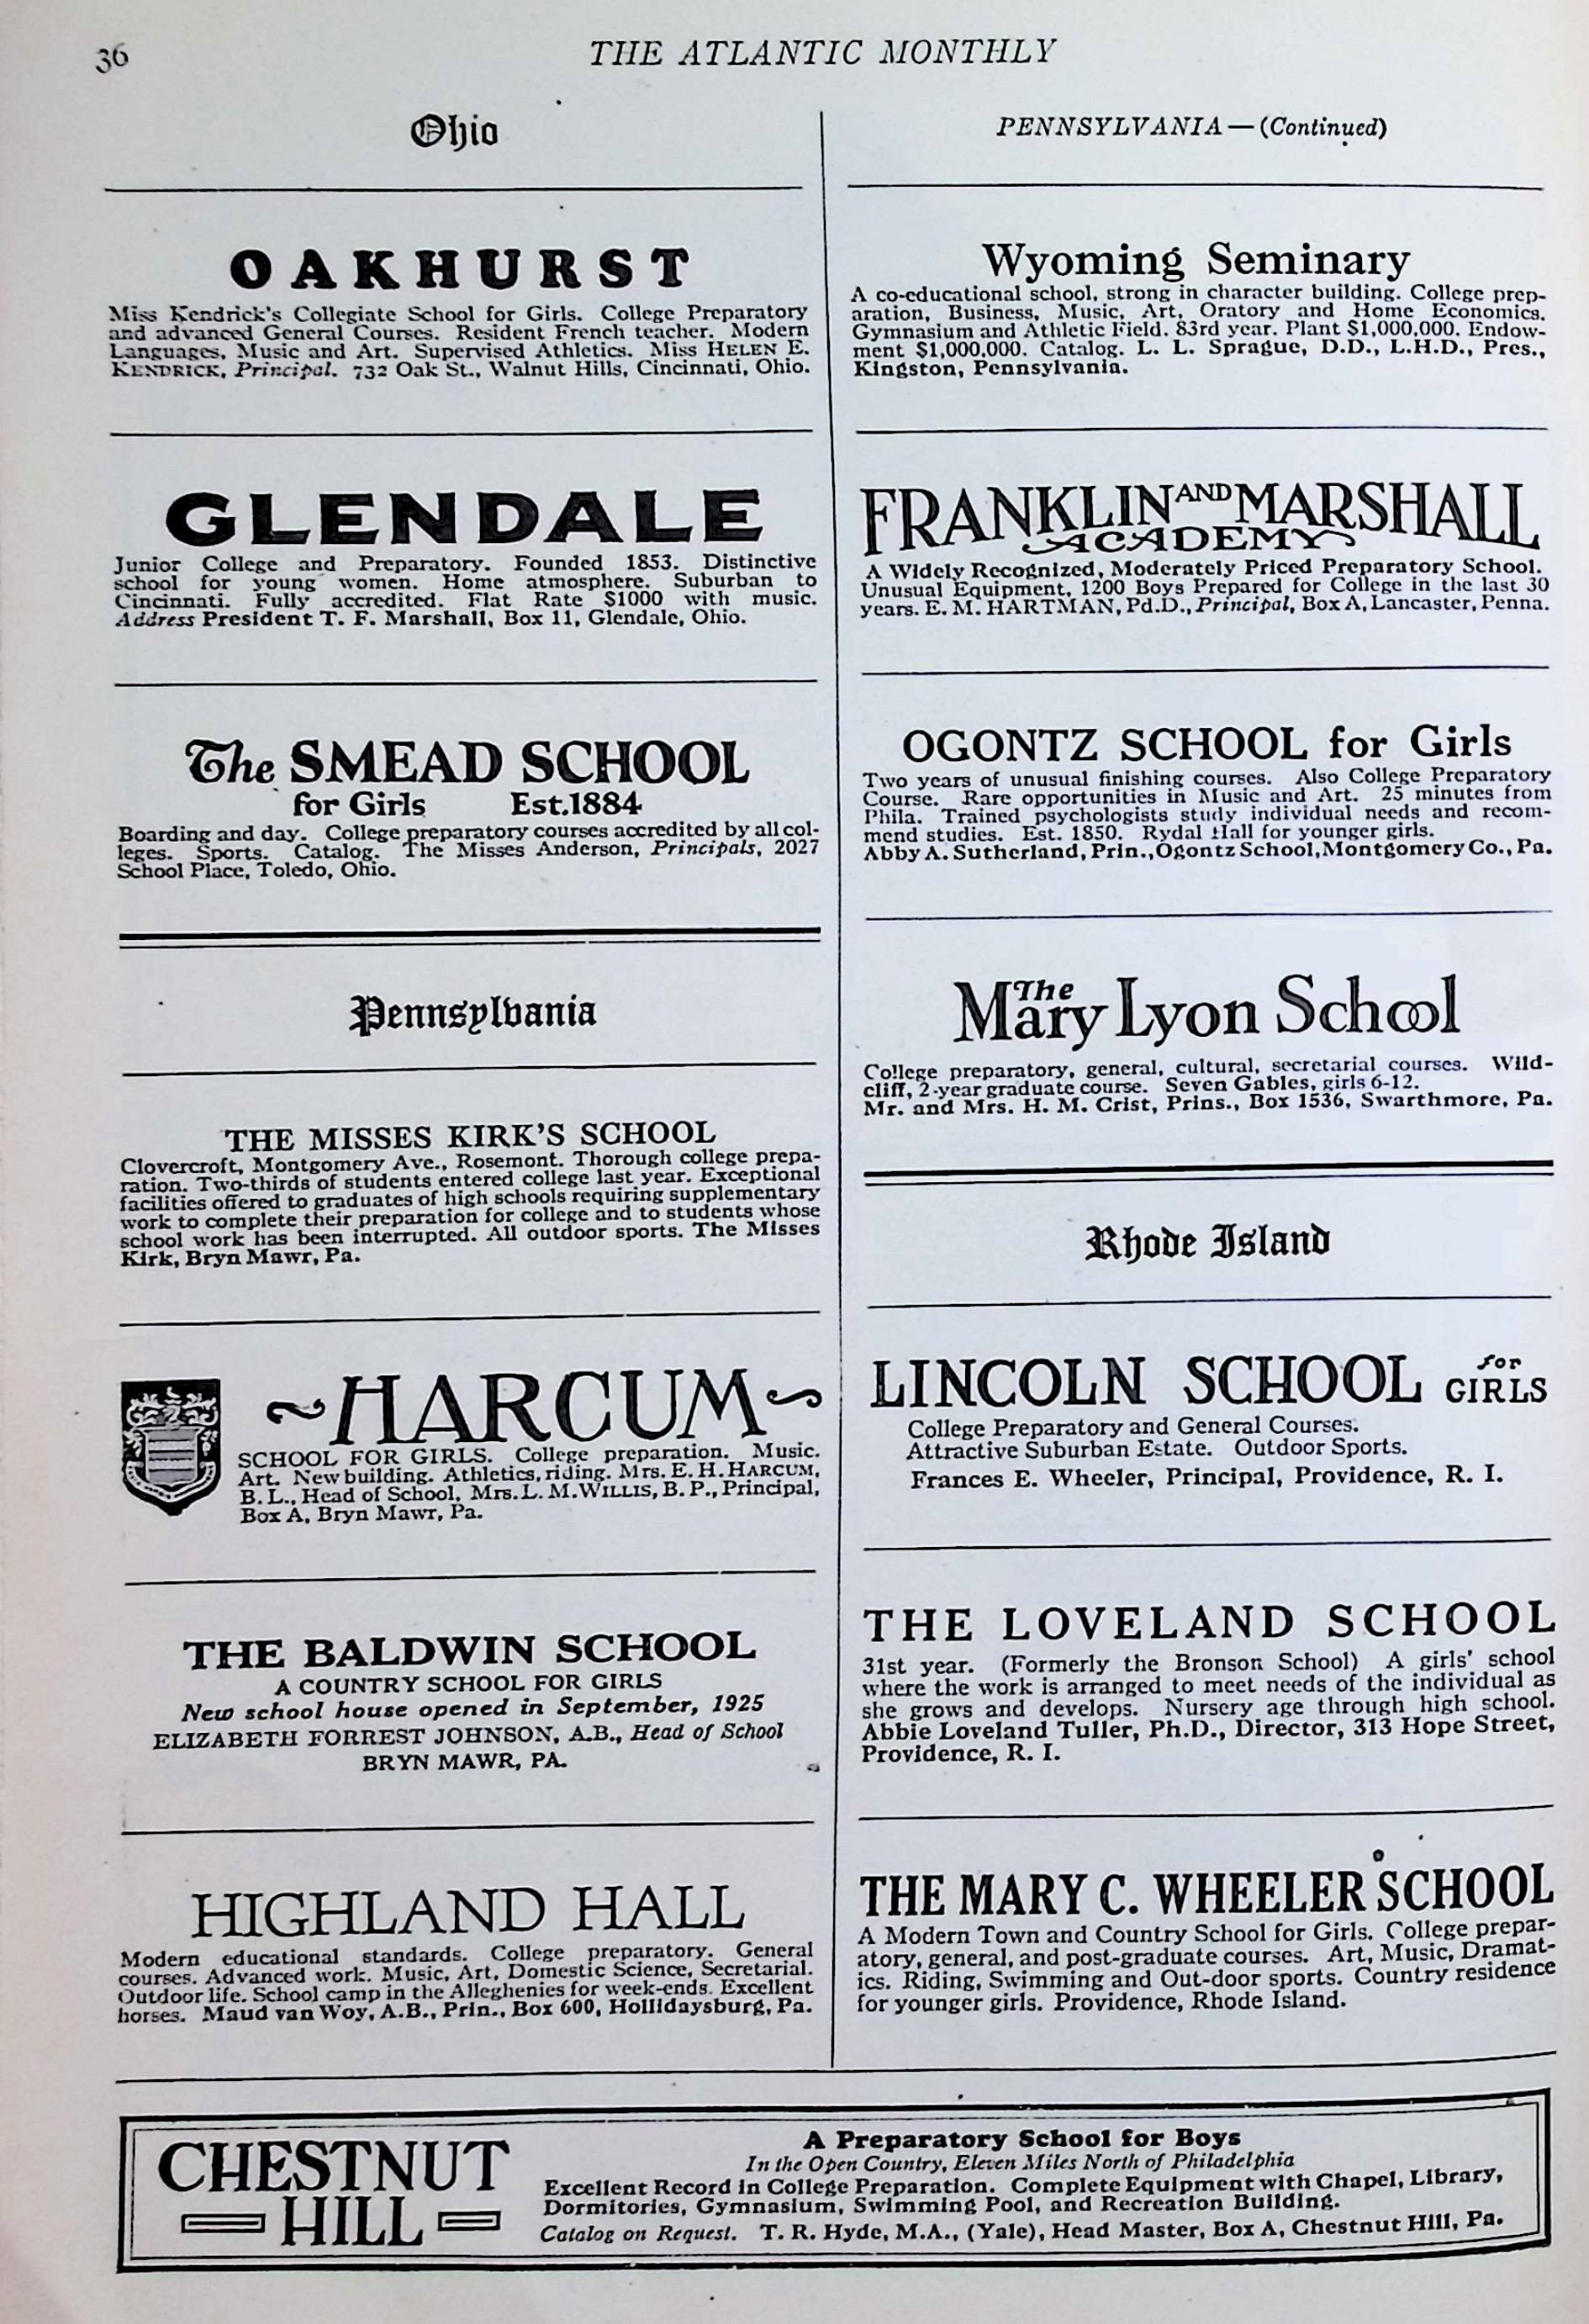 36
THE ATLANTIC MONTHLY
Ohio
OAKHURST
Miss Kendrick's Collegiate School for Girls. College Preparatory
and advanced General Courses. Resident French teacher. Modern
Languages, Music and Art. Supervised Athletics. Miss HELEN E.
KENDRICK, Principal. 732 Oak St., Walnut Hills, Cincinnati, Ohio.
GLENDALE
Junior College and Preparatory. Founded 1853. Distinctive
school for young women. Home atmosphere. Suburban to
Cincinnati. Fully accredited. Flat Rate $1000 with music.
Address President T. F. Marshall, Box 11, Glendale, Ohio.
The SMEAD SCHOOL
for Girls Est.1884
Boarding and day. College preparatory courses accredited by all col-
leges. Sports. Catalog. The Misses Anderson, Principals, 2027
School Place, Toledo, Ohio.
Pennsylvania
THE MISSES KIRK'S SCHOOL
Clovercroft, Montgomery Ave., Rosemont. Thorough college prepa-
ration. Two-thirds of students entered college last year. Exceptional
facilities offered to graduates of high schools requiring supplementary
work to complete their preparation for college and to students whose
school work has been interrupted. All outdoor sports. The Misses
Kirk, Bryn Mawr, Pa.
HARCUM
SCHOOL FOR GIRLS. College preparation. Music.
Art. New building. Athletics, riding. Mrs. E. H. HARCUM,
B. L., Head of School, Mrs. L. M. WILLIS, B. P., Principal,
Box A, Bryn Mawr, Pa.
THE BALDWIN SCHOOL
A COUNTRY SCHOOL FOR GIRLS
New school house opened in September, 1925
ELIZABETH FORREST JOHNSON, A.B., Head of School
BRYN MAWR, PA.
HIGHLAND HALL
Modern educational standards. College preparatory. General
courses. Advanced work. Music, Art, Domestic Science, Secretarial.
Outdoor life. School camp in the Alleghenies for week-ends. Excellent
horses. Maud van Woy, A.B., Prin., Box 600, Hollidaysburg, Pa.
PENNSYLVANIA — (Continued)
Wyoming Seminary
A co-educational school, strong in character building. College prep-
aration, Business, Music, Art, Oratory and Home Economics.
Gymnasium and Athletic Field. 83rd year. Plant $1,000,000. Endow-
ment $1,000,000. Catalog. L. L. Sprague, D.D., L.H.D., Pres.,
Kingston, Pennsylvania.
FRANKLIN AND MARSHALL
ACADEMY
A Widely Recognized, Moderately Priced Preparatory School.
Unusual Equipment, 1200 Boys Prepared for College in the last 30
years. E. M. HARTMAN, Pd.D., Principal, Box A, Lancaster, Penna.
OGONTZ SCHOOL for Girls
Two years of unusual finishing courses. Also College Preparatory
Course. Rare opportunities in Music and Art. 25 minutes from
Phila. Trained psychologists study individual needs and recom-
mend studies. Est. 1850. Rydal Hall for younger girls.
Abby A. Sutherland, Prin., Ogontz School, Montgomery Co., Pa.
The Mary Lyon School
College preparatory, general, cultural, secretarial courses. Wild-
cliff, 2-year graduate course. Seven Gables, girls 6-12.
Mr. and Mrs. H. M. Crist, Prins., Box 1536, Swarthmore, Pa.
Rhode Island
LINCOLN SCHOOL for GIRLS
College Preparatory and General Courses.
Attractive Suburban Estate. Outdoor Sports.
Frances E. Wheeler, Principal, Providence, R. I.
THE LOVELAND SCHOOL
31st year. (Formerly the Bronson School) A girls' school
where the work is arranged to meet needs of the individual as
she grows and develops. Nursery age through high school.
Abbie Loveland Tuller, Ph.D., Director, 313 Hope Street,
Providence, R. I.
THE MARY C. WHEELER SCHOOL
A Modern Town and Country School for Girls. College prepar-
atory, general, and post-graduate courses. Art, Music, Dramat-
ics. Riding, Swimming and Out-door sports. Country residence
for younger girls. Providence, Rhode Island.
CHESTNUT
HILL
A Preparatory School for Boys
In the Open Country, Eleven Miles North of Philadelphia
Excellent Record in College Preparation. Complete Equipment with Chapel, Library,
Dormitories, Gymnasium, Swimming Pool, and Recreation Building.
Catalog on Request. T. R. Hyde, M.A., (Yale), Head Master, Box A, Chestnut Hill, Pa.